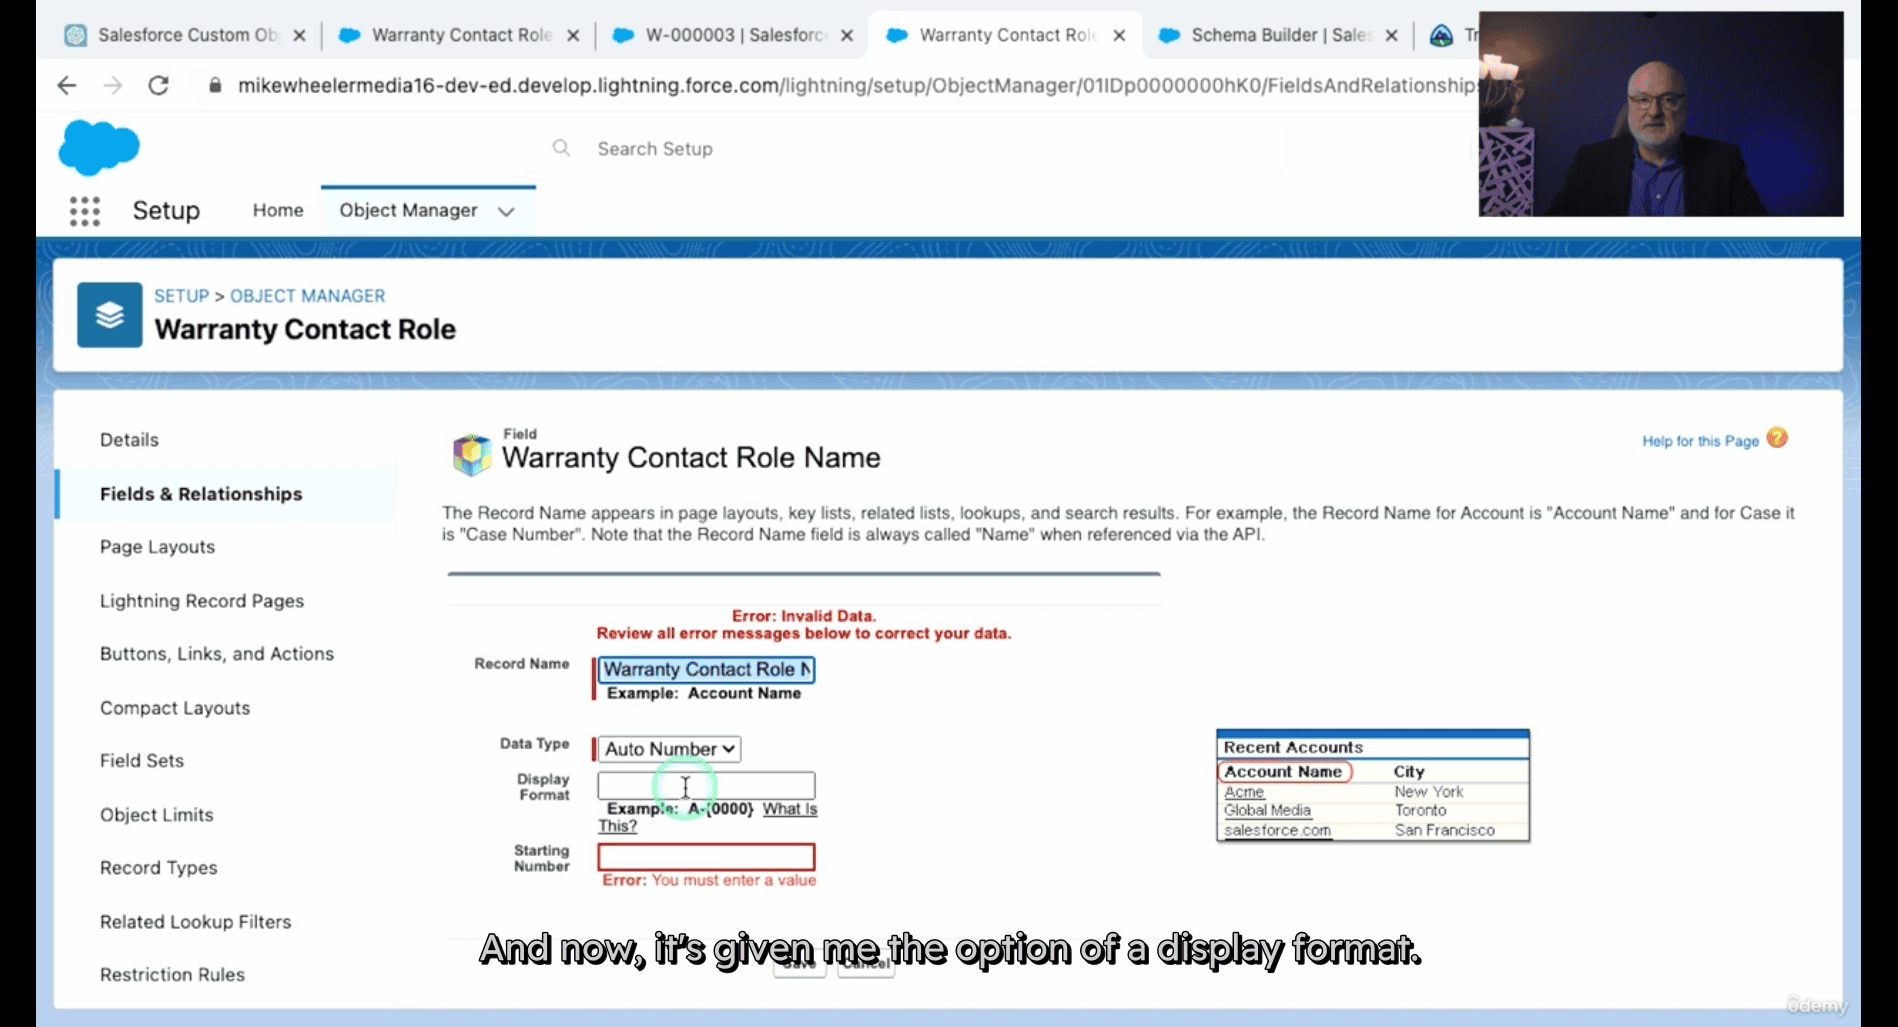 Salesforce Custom Ob
Warranty Contact Role
W-000003 | Salesforc
Warranty Contact Rol
Schema Builder | Sale
Tr
mikewheelermedia16-dev-ed.develop.lightning.force.com/lightning/setup/ObjectManager/01IDp0000000hK0/FieldsAndRelationship
Search Setup
Setup
Home
Object Manager
SETUP > OBJECT MANAGER
Warranty Contact Role
Details
Fields & Relationships
Page Layouts
Lightning Record Pages
Buttons, Links, and Actions
Compact Layouts
Field Sets
Object Limits
Record Types
Related Lookup Filters
Restriction Rules
Field
Warranty Contact Role Name
Help for this Page ?
The Record Name appears in page layouts, key lists, related lists, lookups, and search results. For example, the Record Name for Account is "Account Name" and for Case it
is "Case Number". Note that the Record Name field is always called "Name" when referenced via the API.
Error: Invalid Data.
Review all error messages below to correct your data.
Record Name
Warranty Contact Role N
Example: Account Name
Data Type
Auto Number
Display
Format
Example: A-{0000} What Is
This?
Starting
Number
Error: You must enter a value
Recent Accounts
Account Name City
Acme New York
Global Media Toronto
salesforce.com San Francisco
Save
Cancel
And now, it's given me the option of a display format.
ûdemy